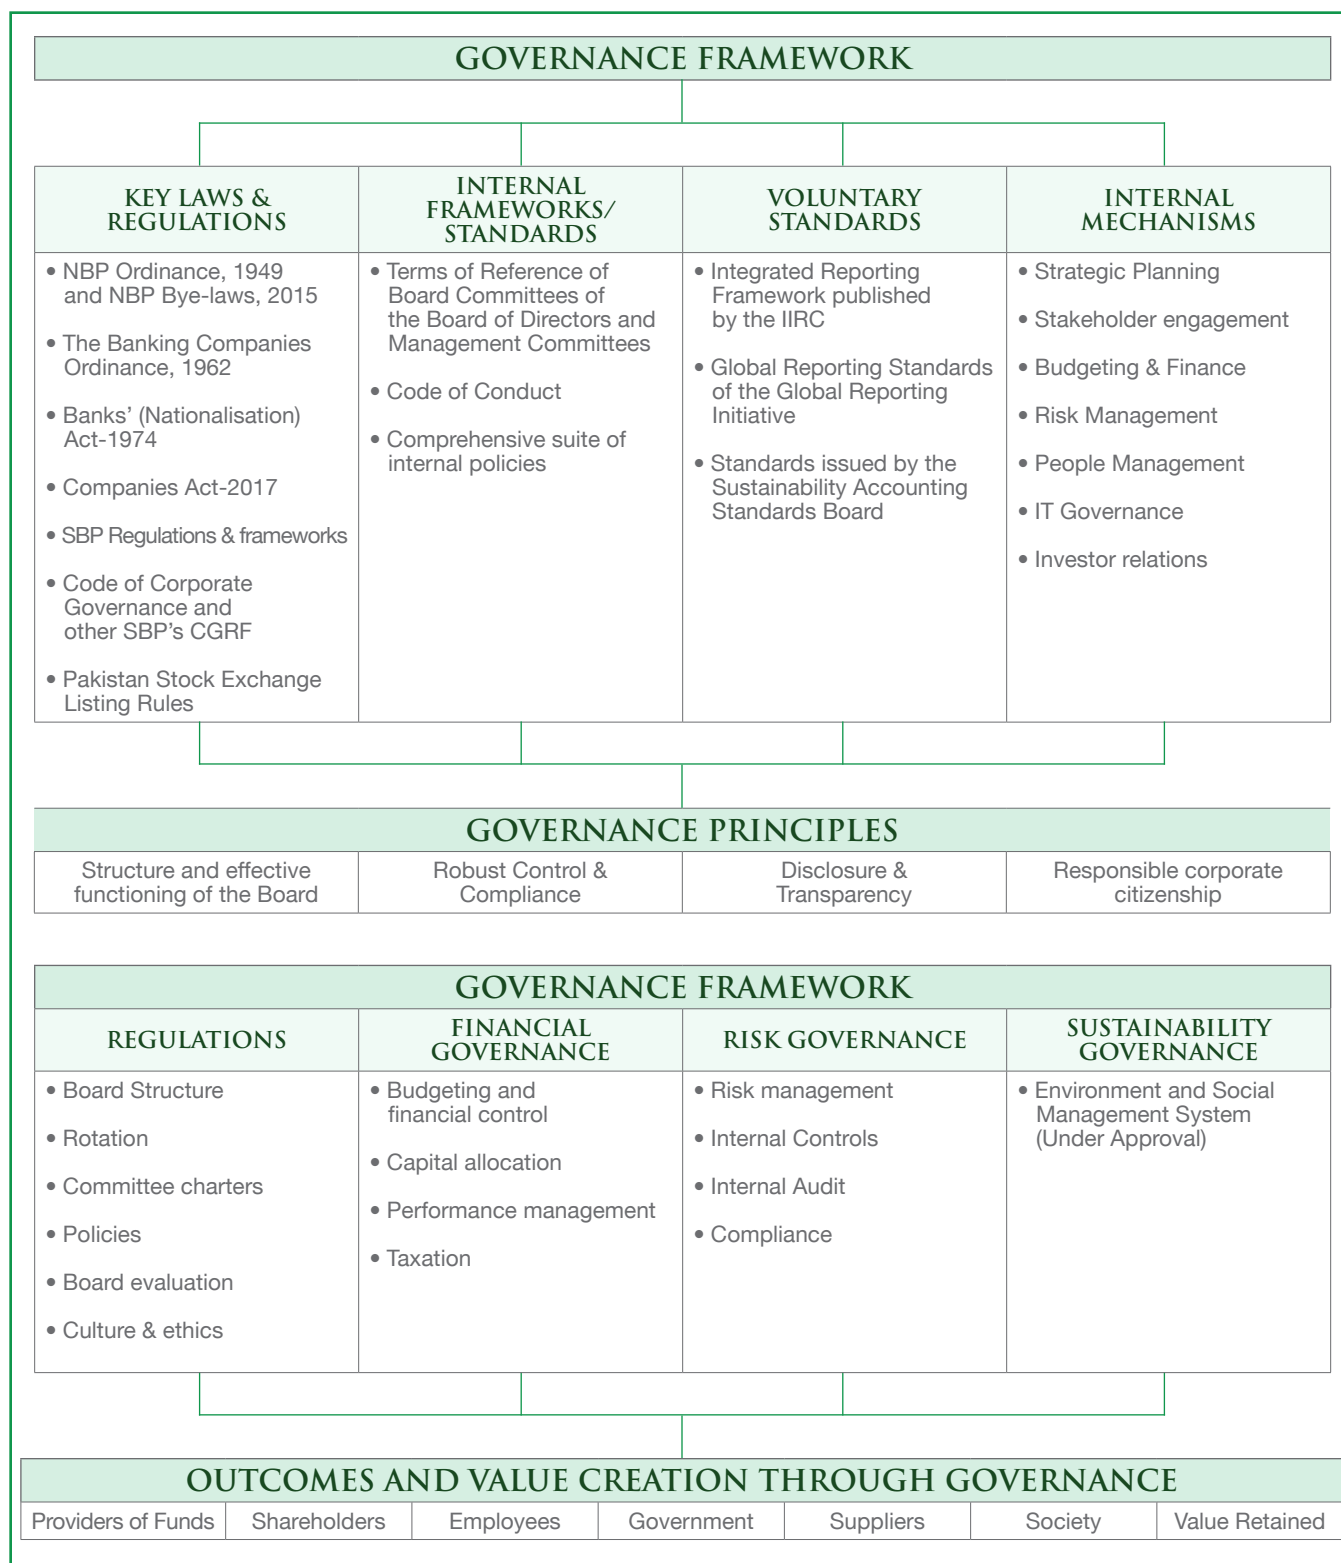 GOVERNANCE FRAMEWORK
KEY LAWS &
REGULATIONS
• NBP Ordinance, 1949
and NBP Bye-laws, 2015
• The Banking Companies
Ordinance, 1962
• Banks’ (Nationalisation)
Act-1974
• Companies Act-2017
• SBP Regulations & frameworks
• Code of Corporate
Governance and
other SBP’s CGRF
• Pakistan Stock Exchange
Listing Rules
INTERNAL
FRAMEWORKS/
STANDARDS
• Terms of Reference of
Board Committees of
the Board of Directors and
Management Committees
• Code of Conduct
• Comprehensive suite of
internal policies
VOLUNTARY
STANDARDS
• Integrated Reporting
Framework published
by the IIRC
• Global Reporting Standards
of the Global Reporting
Initiative
• Standards issued by the
Sustainability Accounting
Standards Board
INTERNAL
MECHANISMS
• Strategic Planning
• Stakeholder engagement
• Budgeting & Finance
• Risk Management
• People Management
• IT Governance
• Investor relations
GOVERNANCE PRINCIPLES
Structure and effective
functioning of the Board
Robust Control &
Compliance
Disclosure &
Transparency
Responsible corporate
citizenship
GOVERNANCE FRAMEWORK
REGULATIONS
• Board Structure
• Rotation
• Committee charters
• Policies
• Board evaluation
• Culture & ethics
FINANCIAL
GOVERNANCE
• Budgeting and
financial control
• Capital allocation
• Performance management
• Taxation
RISK GOVERNANCE
• Risk management
• Internal Controls
• Internal Audit
• Compliance
SUSTAINABILITY
GOVERNANCE
• Environment and Social
Management System
(Under Approval)
OUTCOMES AND VALUE CREATION THROUGH GOVERNANCE
Providers of Funds
Shareholders
Employees
Government
Suppliers
Society
Value Retained